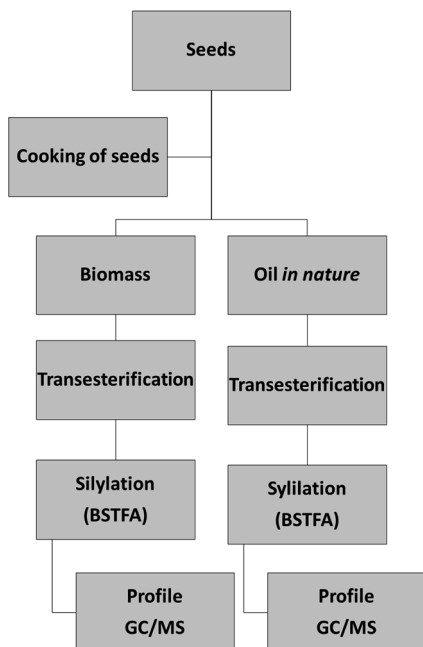 Seeds
Cooking of seeds
Biomass
Oil in nature
Transesterification
Transesterification
Silylation
(BSTFA)
Sylilation
(BSTFA)
Profile
GC/MS
Profile
GC/MS